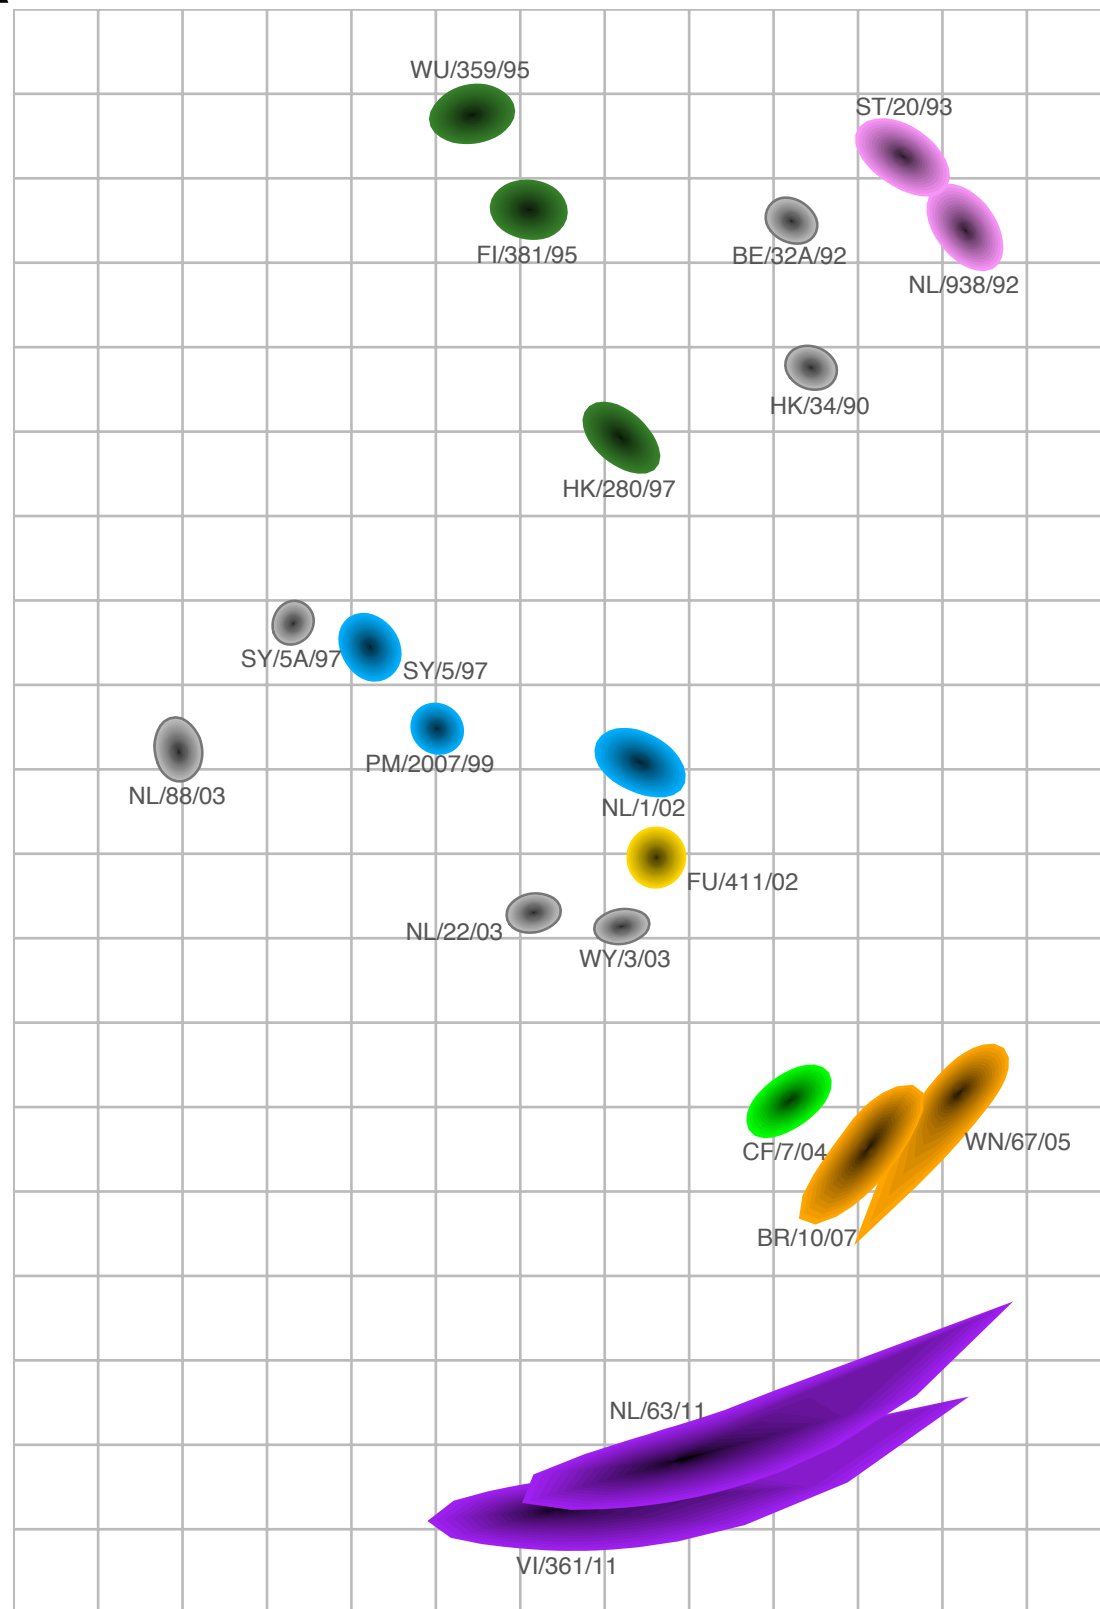 WU/359/95
ST/20/93
FI/381/95
BE/32A/92
NL/938/92
HK/34/90
HK/280/97
SY/5A/97
SY/5/97
PM/2007/99
NL/88/03
NL/1/02
FU/411/02
NL/22/03
WY/3/03
CF/7/04
WN/67/05
BR/10/07
NL/63/11
VI/361/11